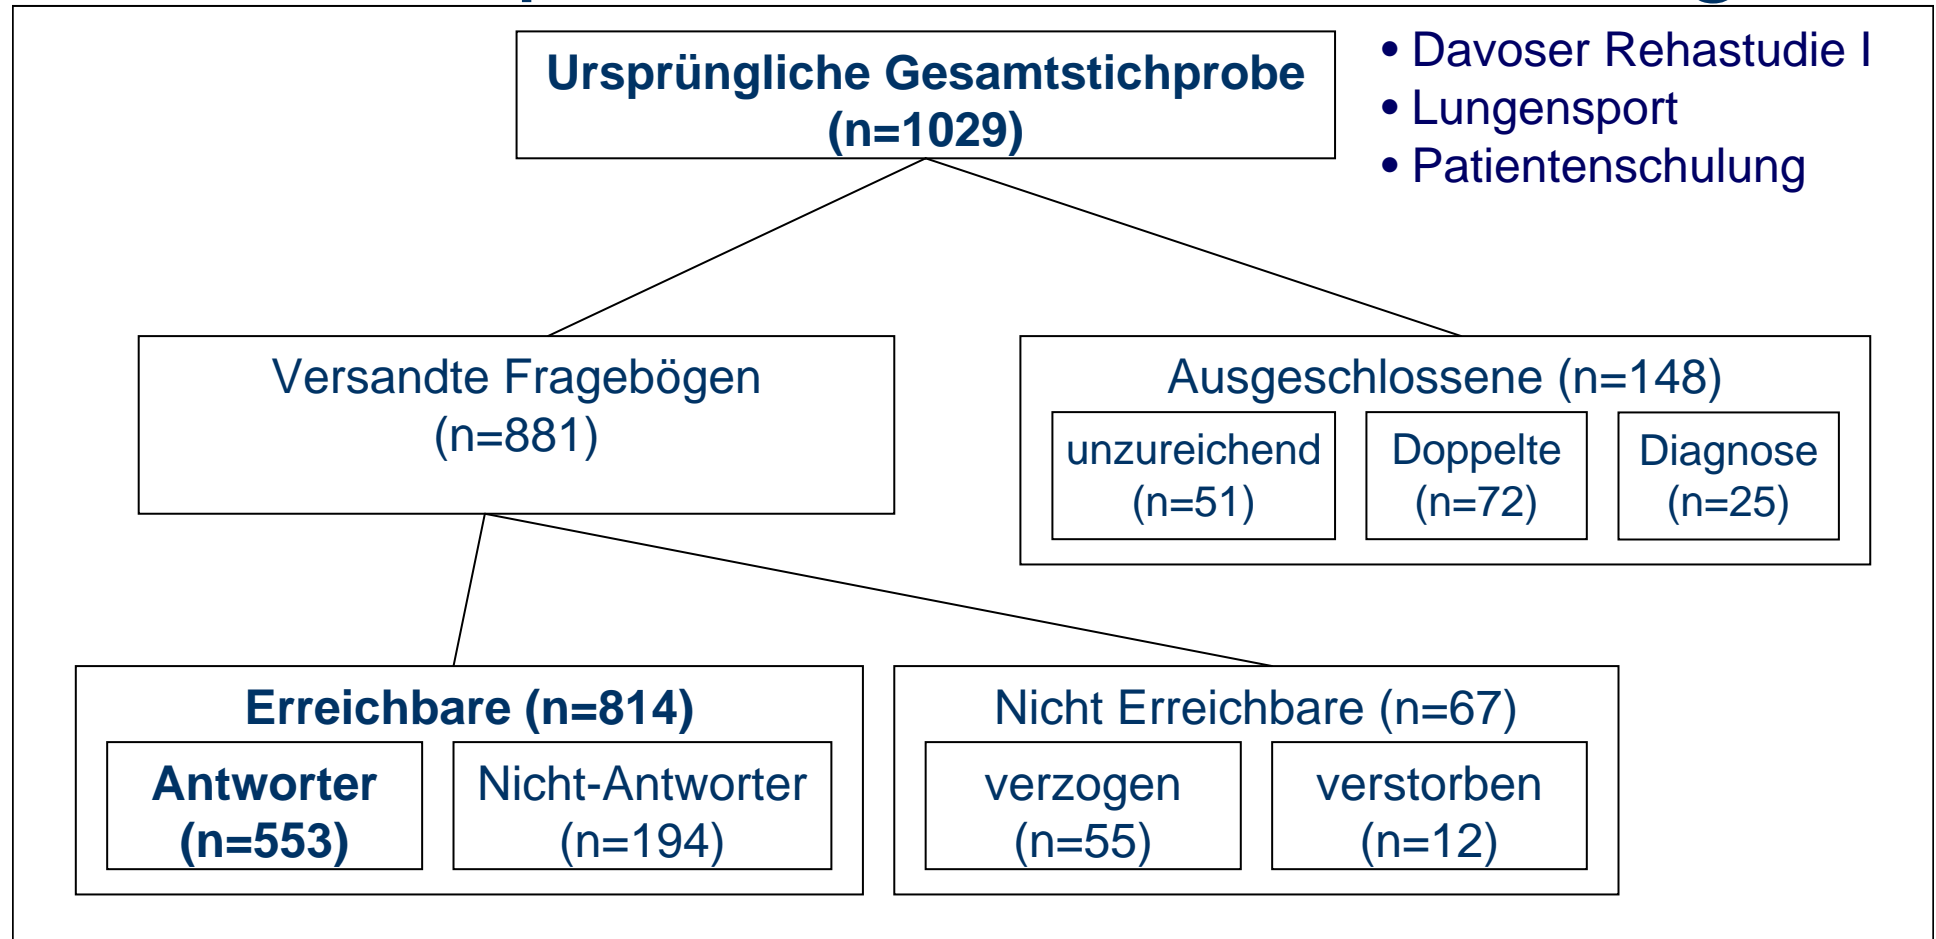 Ursprüngliche Gesamtstichprobe
(n=1029)
• Davoser Rehastudie I
• Lungensport
• Patientenschulung
Versandte Fragebögen
(n=881)
Ausgeschlossene (n=148)
unzureichend
(n=51)
Doppelte
(n=72)
Diagnose
(n=25)
Erreichbare (n=814)
Antworter
(n=553)
Nicht-Antworter
(n=194)
Nicht Erreichbare (n=67)
verzogen
(n=55)
verstorben
(n=12)